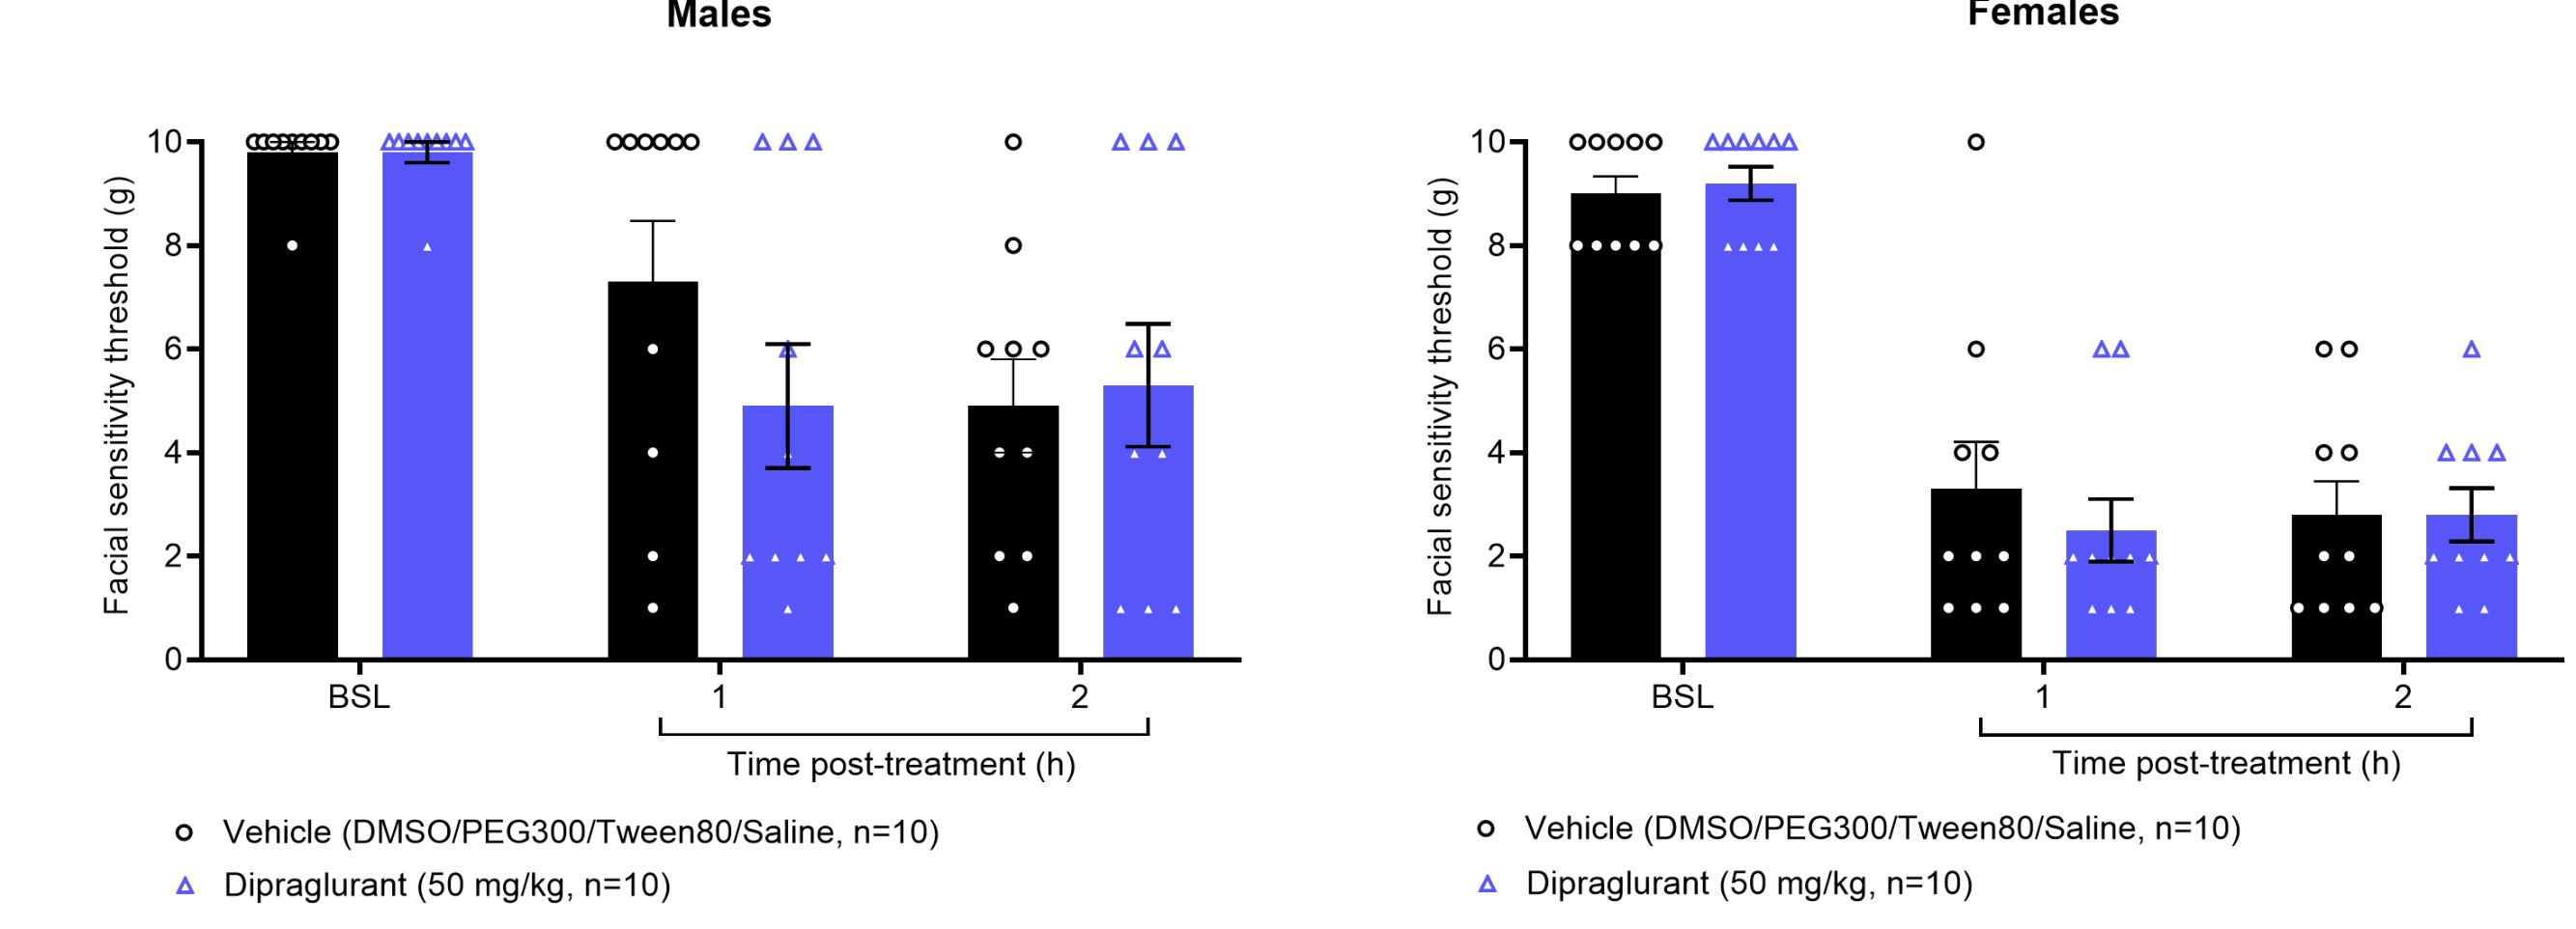 Males
Facial sensitivity threshold (g)
10
8
6
4
2
0
BSL
1
2
Time post-treatment (h)
Vehicle (DMSO/PEG300/Tween80/Saline, n=10)
Dipraglurant (50 mg/kg, n=10)
Females
Facial sensitivity threshold (g)
10
8
6
4
2
0
BSL
1
2
Time post-treatment (h)
Vehicle (DMSO/PEG300/Tween80/Saline, n=10)
Dipraglurant (50 mg/kg, n=10)